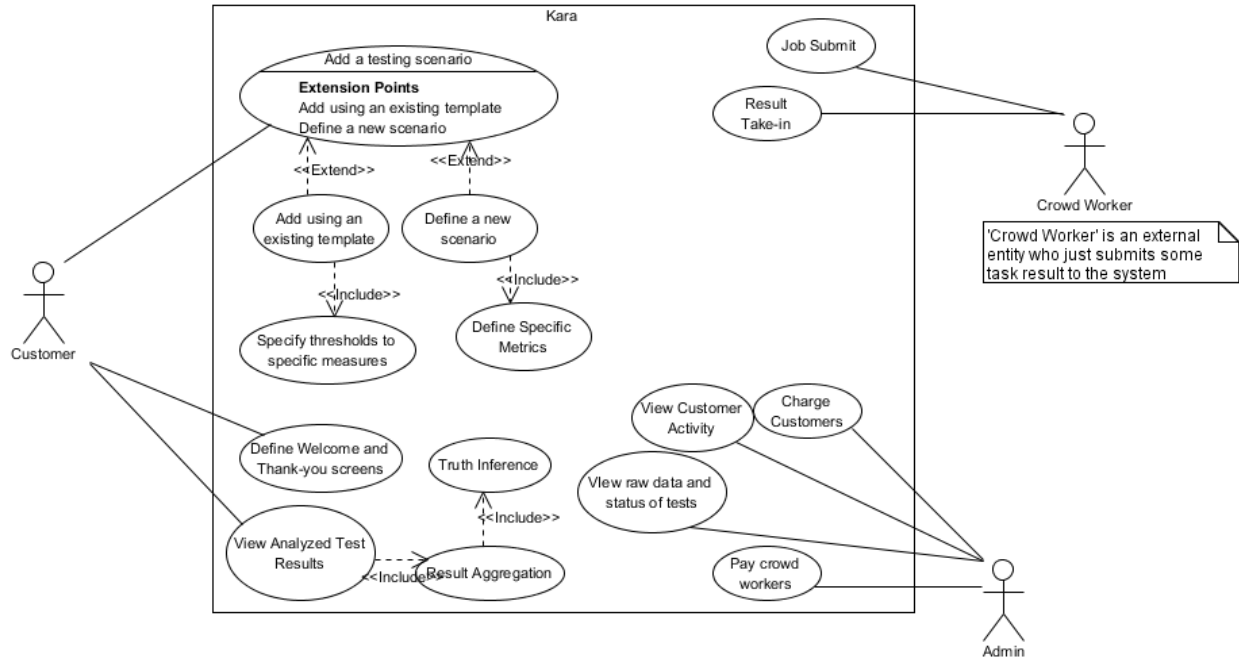 Kara
Add a testing scenario
Extension Points
Add using an existing template
Define a new scenario
<<Extend>>
<<Extend>>
Add using an
existing template
Define a new
scenario
<<Include>>
<<Include>>
Specify thresholds to
specific measures
Define Specific
Metrics
Customer
Define Welcome and
Thank-you screens
Truth Inference
<<Include>>
View Analyzed Test
Results
<<Include>>
Result Aggregation
Job Submit
Result
Take-in
Crowd Worker
'Crowd Worker' is an external
entity who just submits some
task result to the system
View Customer
Activity
Charge
Customers
VIew raw data and
status of tests
Pay crowd
workers
Admin